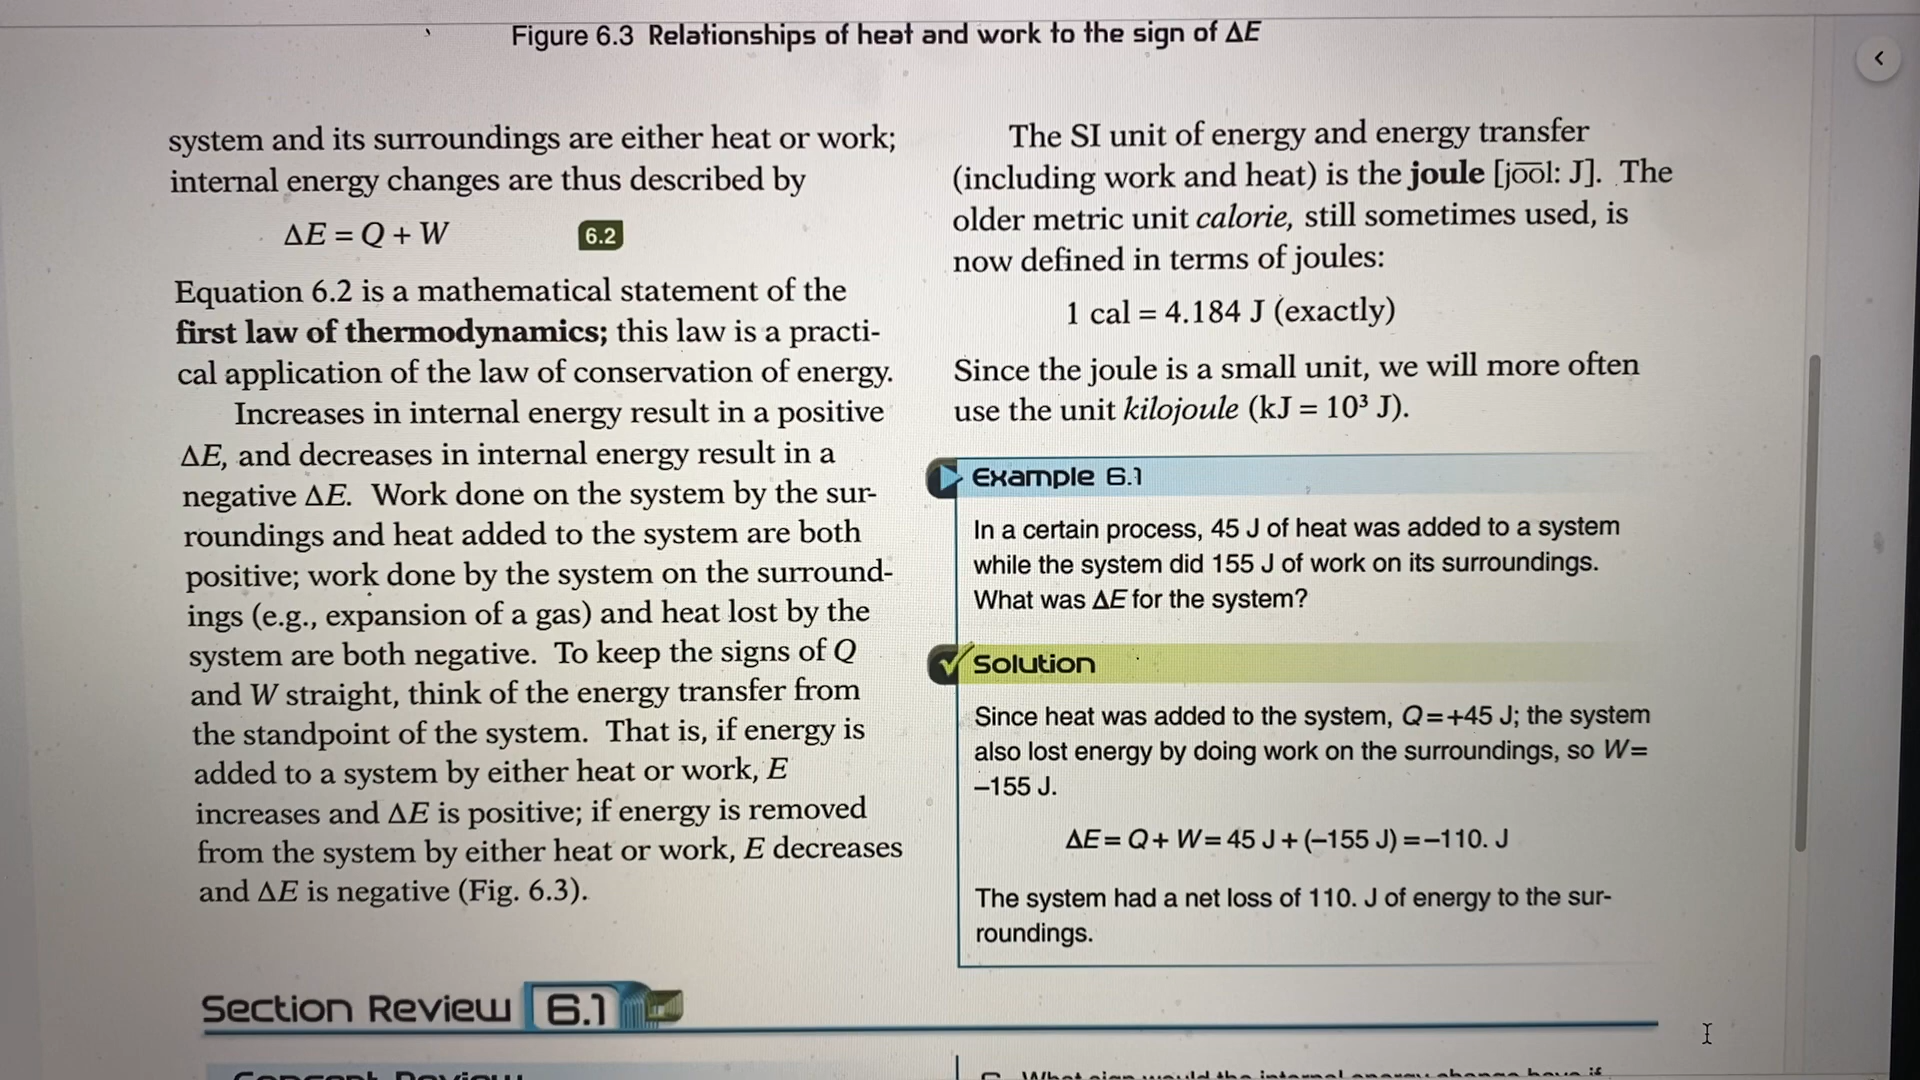 Figure 6.3 Relationships of heat and work to the sign of ΔE
system and its surroundings are either heat or work;
internal energy changes are thus described by
ΔE = Q + W 6.2
Equation 6.2 is a mathematical statement of the
first law of thermodynamics; this law is a practi-
cal application of the law of conservation of energy.
Increases in internal energy result in a positive
ΔE, and decreases in internal energy result in a
negative ΔE. Work done on the system by the sur-
roundings and heat added to the system are both
positive; work done by the system on the surround-
ings (e.g., expansion of a gas) and heat lost by the
system are both negative. To keep the signs of Q
and W straight, think of the energy transfer from
the standpoint of the system. That is, if energy is
added to a system by either heat or work, E
increases and ΔE is positive; if energy is removed
from the system by either heat or work, E decreases
and ΔE is negative (Fig. 6.3).
The SI unit of energy and energy transfer
(including work and heat) is the joule [jo͞ol: J]. The
older metric unit calorie, still sometimes used, is
now defined in terms of joules:
1 cal = 4.184 J (exactly)
Since the joule is a small unit, we will more often
use the unit kilojoule (kJ = 10³ J).
Example 6.1
In a certain process, 45 J of heat was added to a system
while the system did 155 J of work on its surroundings.
What was ΔE for the system?
Solution
Since heat was added to the system, Q=+45 J; the system
also lost energy by doing work on the surroundings, so W=
–155 J.
ΔE= Q+ W= 45 J+(–155 J) =–110. J
The system had a net loss of 110. J of energy to the sur-
roundings.
Section Review 6.1
Concept Review
What sign would the internal energy change have if